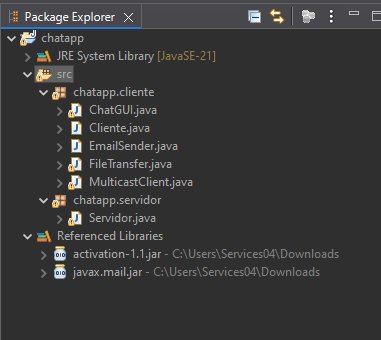 Package Explorer
chatapp
JRE System Library [JavaSE-21]
src
chatapp.cliente
ChatGUI.java
Cliente.java
EmailSender.java
FileTransfer.java
MulticastClient.java
chatapp.servidor
Servidor.java
Referenced Libraries
activation-1.1.jar - C:\Users\Services04\Downloads
javax.mail.jar - C:\Users\Services04\Downloads